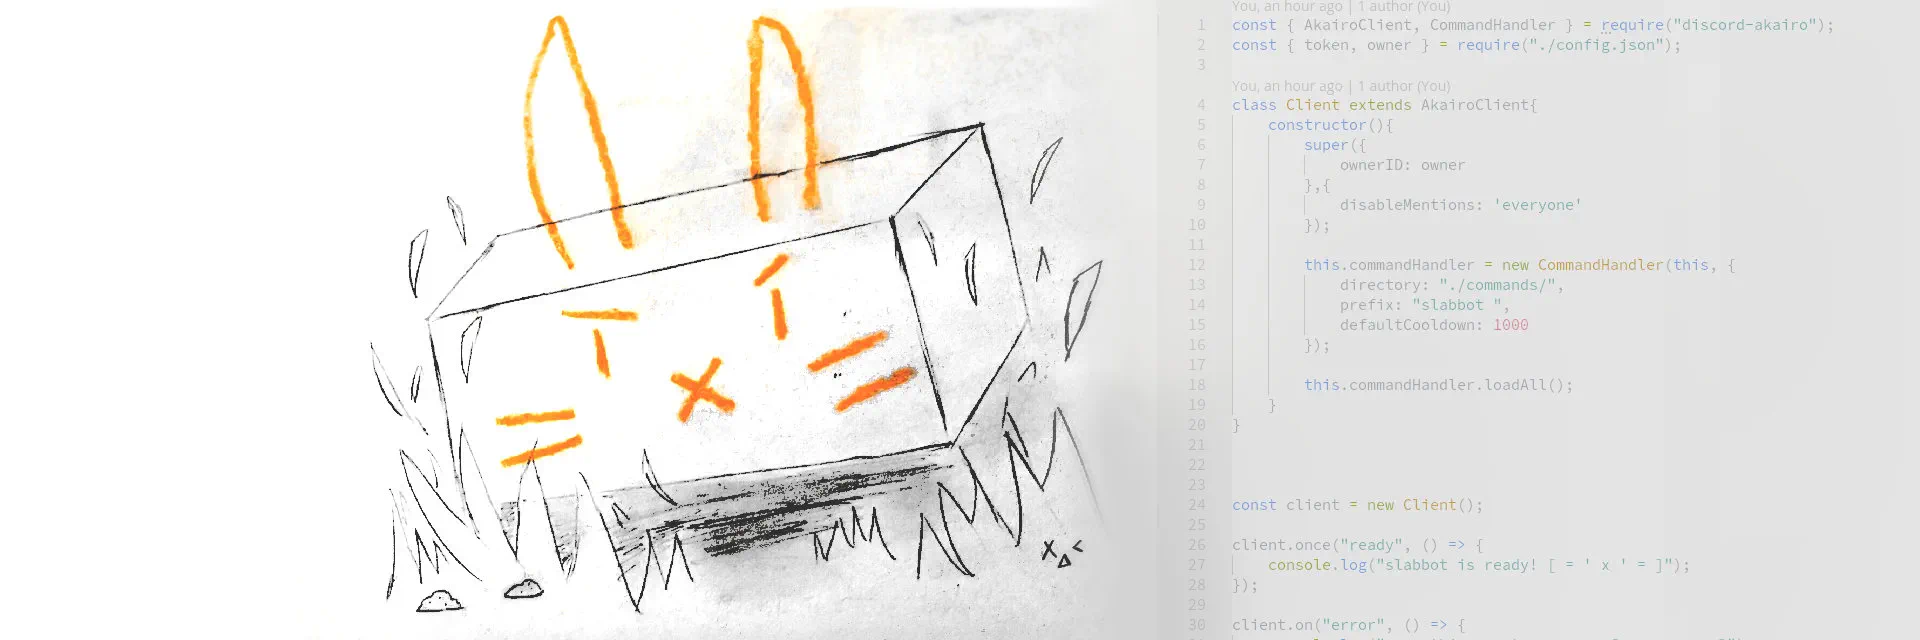 You, an hour ago | 1 author (You)
1 const { AkairoClient, CommandHandler } = require("discord-akairo");
2 const { token, owner } = require("./config.json");
3
You, an hour ago | 1 author (You)
4 class Client extends AkairoClient{
5 constructor(){
6 super({
7 ownerID: owner
8 },{
9 disableMentions: 'everyone'
10 });
11
12 this.commandHandler = new CommandHandler(this, {
13 directory: "./commands/",
14 prefix: "slabbot ",
15 defaultCooldown: 1000
16 });
17
18 this.commandHandler.loadAll();
19 }
20 }
21
22
23
24 const client = new Client();
25
26 client.once("ready", () => {
27 console.log("slabbot is ready! [ = ' x ' = ]");
28 });
29
30 client.on("error", () => {